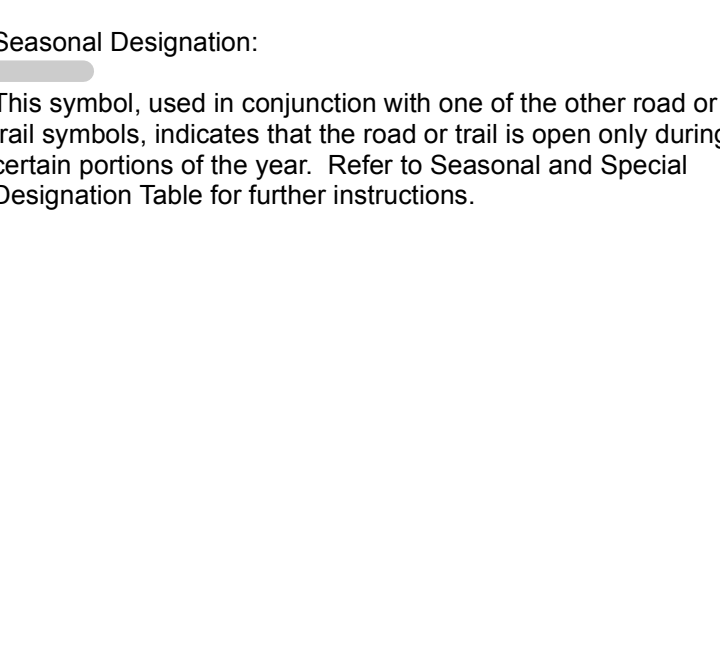 Seasonal Designation:
This symbol, used in conjunction with one of the other road or
trail symbols, indicates that the road or trail is open only during
certain portions of the year.  Refer to Seasonal and Special
Designation Table for further instructions.